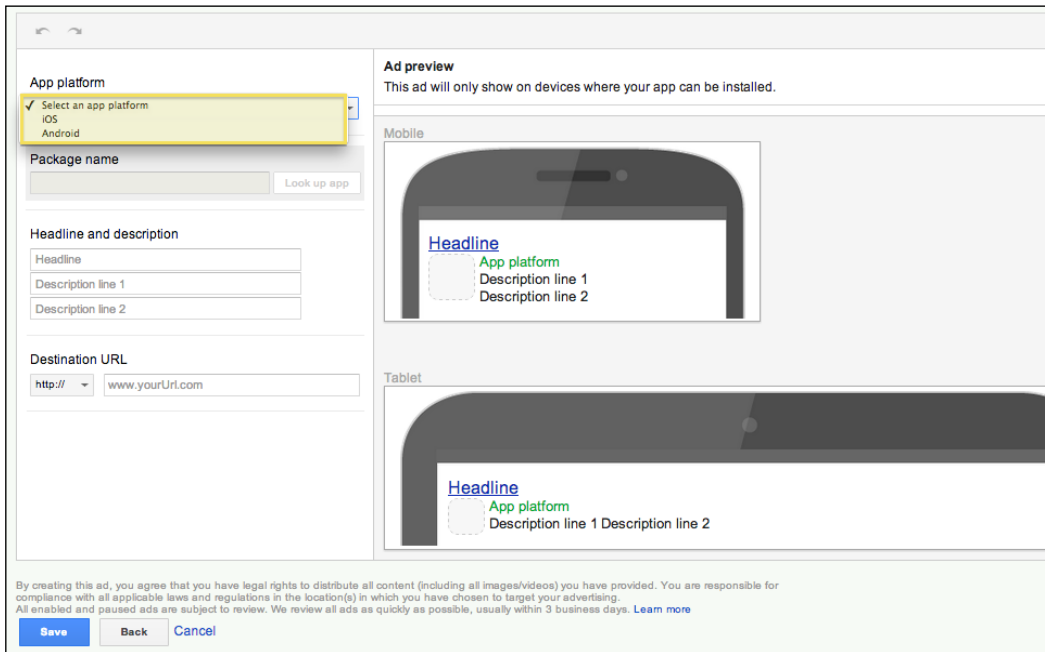 App platform
✓ Select an app platform
iOS
Android
Package name
Look up app
Headline and description
Headline
Description line 1
Description line 2
Destination URL
http:// www.yourUrl.com
Ad preview
This ad will only show on devices where your app can be installed.
Mobile
Headline
App platform
Description line 1
Description line 2
Tablet
Headline
App platform
Description line 1 Description line 2
By creating this ad, you agree that you have legal rights to distribute all content (including all images/videos) you have provided. You are responsible for
compliance with all applicable laws and regulations in the location(s) in which you have chosen to target your advertising.
All enabled and paused ads are subject to review. We review all ads as quickly as possible, usually within 3 business days. Learn more
Save Back Cancel